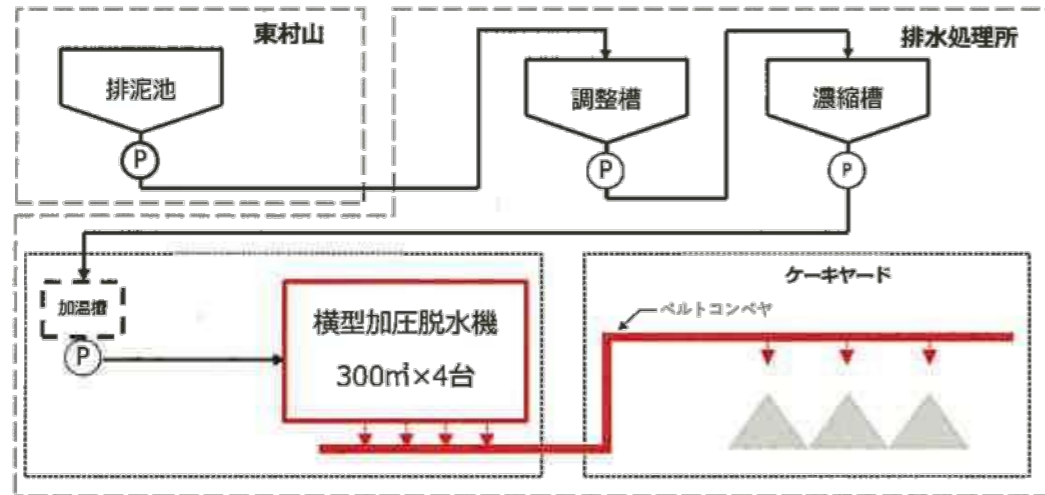 東村山
排水処理所
排泥池
調整槽
濃縮槽
P
P
P
加温槽
P
横型加圧脱水機
300㎡×4台
ケーキヤード
ベルトコンベヤ